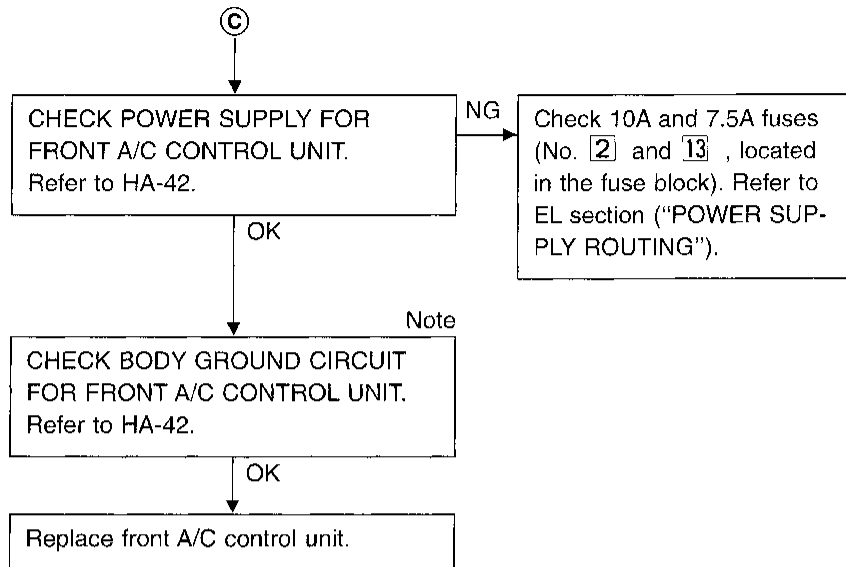 C
CHECK POWER SUPPLY FOR
FRONT A/C CONTROL UNIT.
Refer to HA-42.
NG
Check 10A and 7.5A fuses
(No. 2 and 13 , located
in the fuse block). Refer to
EL section (“POWER SUP-
PLY ROUTING”).
OK
Note
CHECK BODY GROUND CIRCUIT
FOR FRONT A/C CONTROL UNIT.
Refer to HA-42.
OK
Replace front A/C control unit.